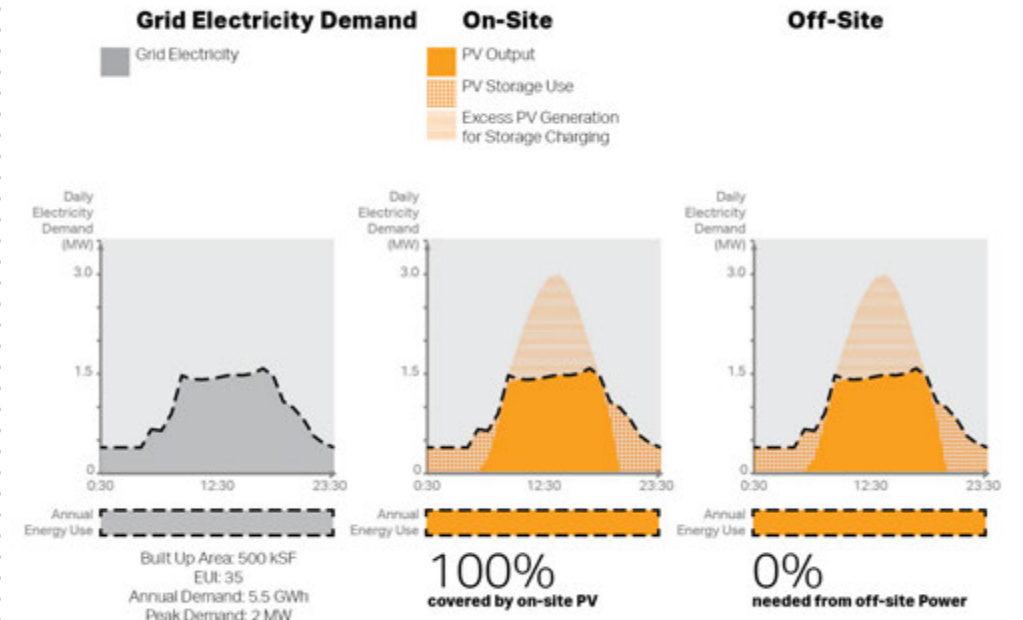 Grid Electricity Demand
Grid Electricity
On-Site
PV Output
PV Storage Use
Excess PV Generation
for Storage Charging
Off-Site
Daily
Electricity
Demand
(MW)
3.0
1.5
0
0:30
12:30
23:30
Annual
Energy Use
Built Up Area: 500 kSF
EUI: 35
Annual Demand: 5.5 GWh
Peak Demand: 2 MW
Daily
Electricity
Demand
(MW)
3.0
1.5
0
0:30
12:30
23:30
Annual
Energy Use
100%
covered by on-site PV
Daily
Electricity
Demand
(MW)
3.0
1.5
0
0:30
12:30
23:30
Annual
Energy Use
0%
needed from off-site Power